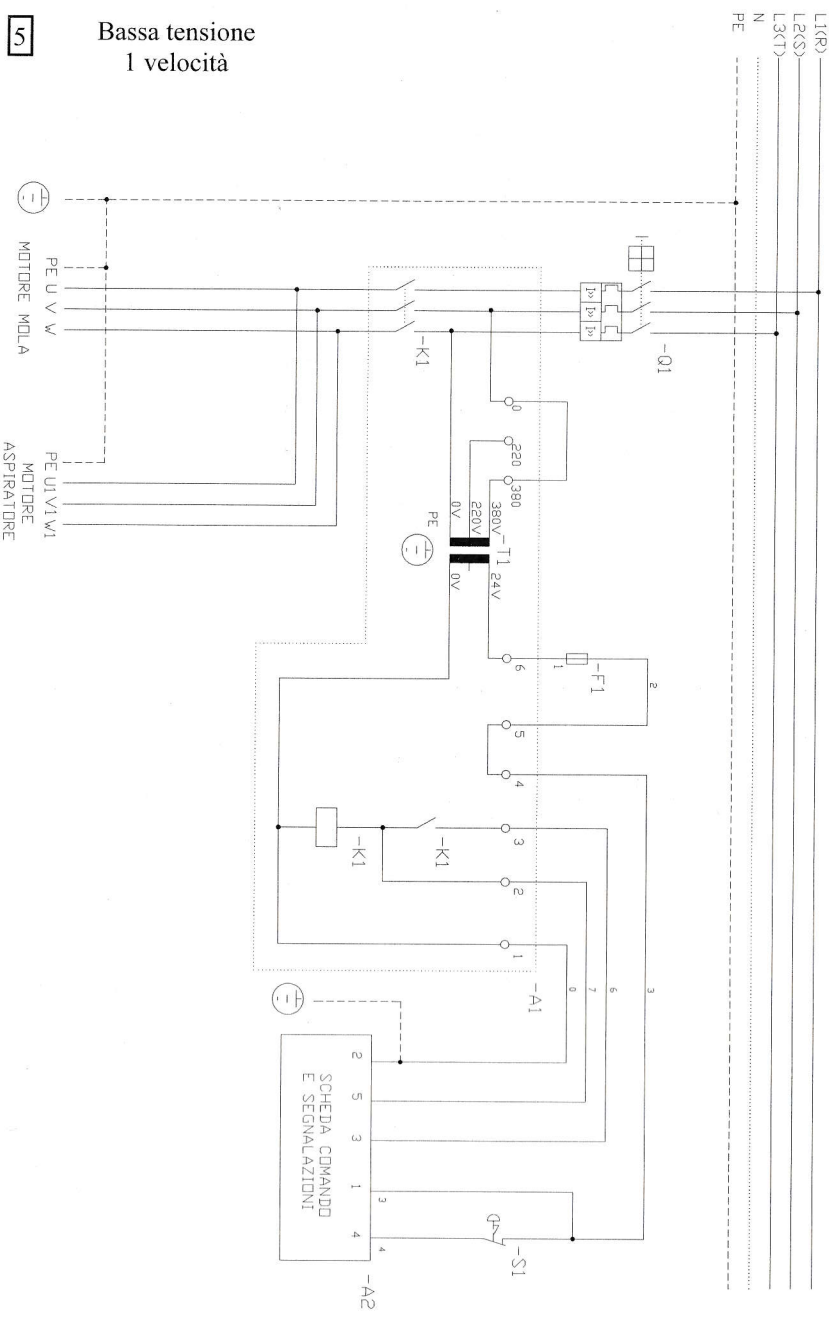 5
Bassa tensione
1 velocità
L1(R)
L2(S)
L3(T)
N
PE
-Q1
I>>
I>>
I>>
-K1
0
220
380
380V
220V
0V
-T1
24V
0V
PE
6
1
-F1
2
5
4
3
2
1
-K1
-K1
-A1
0
7
6
3
2
5
3
1
4
3
4
SCHEDA COMANDO
E SEGNALAZIONI
-S1
-A2
PE U V W
MOTORE MOLA
PE U1 V1 W1
MOTORE
ASPIRATORE